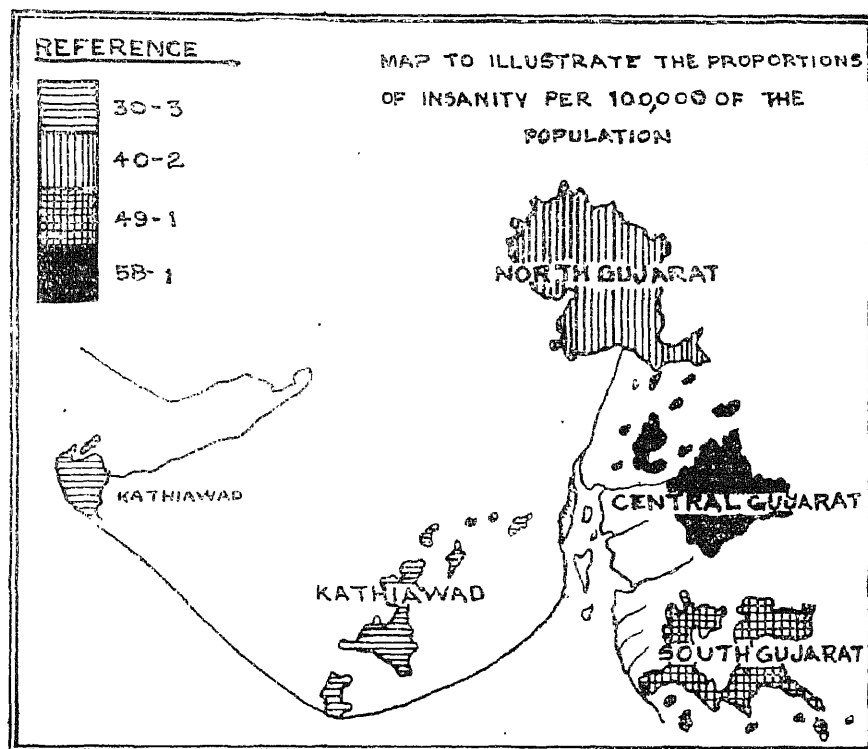 REFERENCE
30-3
40-2
49-1
58-1
MAP TO ILLUSTRATE THE PROPORTIONS
OF INSANITY PER 100,000 OF THE
POPULATION
NORTH GUJARAT
KATHIAWAD
CENTRAL GUJARAT
KATHIAWAD
SOUTH GUJARAT